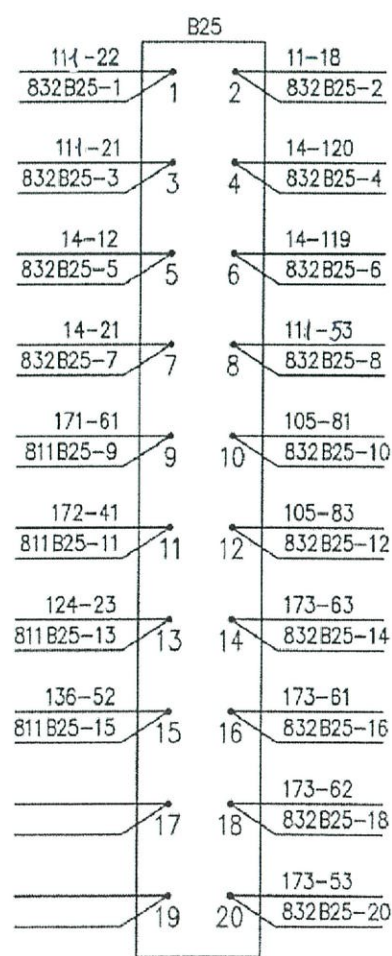 B25
111-22 11-18
832B25-1 1 2 832B25-2
111-21 14-120
832B25-3 3 4 832B25-4
14-12 14-119
832B25-5 5 6 832B25-6
14-21 111-53
832B25-7 7 8 832B25-8
171-61 105-81
811B25-9 9 10 832B25-10
172-41 105-83
811B25-11 11 12 832B25-12
124-23 173-63
811B25-13 13 14 832B25-14
136-52 173-61
811B25-15 15 16 832B25-16
173-62
17 18 832B25-18
173-53
19 20 832B25-20